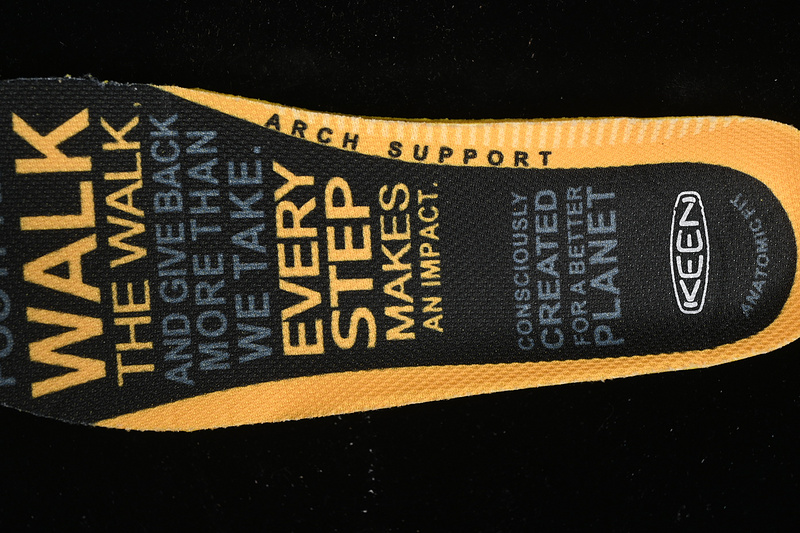 WALK
THE WALK.
AND GIVE BACK
MORE THAN
WE TAKE.
EVERY
STEP
MAKES
AN IMPACT.
CONSCIOUSLY
CREATED
FOR A BETTER
PLANET
KEEN
ANATOMIC FIT
ARCH SUPPORT